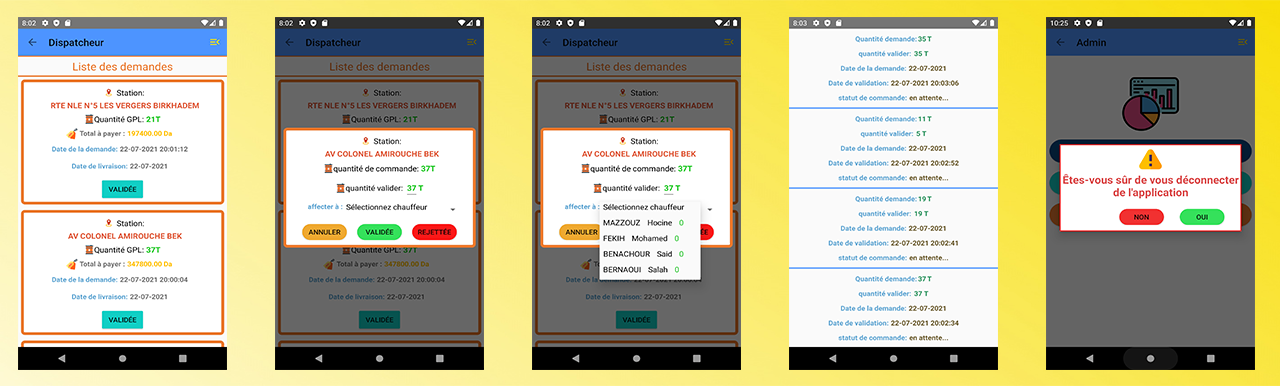 8:02
Dispatcheur
Liste des demandes
Station:
RTE NLE N°5 LES VERGERS BIRKHADEM
Quantité GPL: 21T
Total à payer : 197400.00 Da
Date de la demande: 22-07-2021 20:01:12
Date de livraison: 22-07-2021
VALIDÉE
Station:
AV COLONEL AMIROUCHE BEK
Quantité GPL: 37T
Total à payer : 347800.00 Da
Date de la demande: 22-07-2021 20:00:04
Date de livraison: 22-07-2021
VALIDÉE
8:02
Dispatcheur
Liste des demandes
Station:
RTE NLE N°5 LES VERGERS BIRKHADEM
Quantité GPL: 21T
Station:
AV COLONEL AMIROUCHE BEK
quantité de commande: 37T
quantité valider: 37 T
affecter à : Sélectionnez chauffeur
ANNULER VALIDÉE REJETTÉE
Quantité GPL: 37T
Total à payer : 347800.00 Da
Date de la demande: 22-07-2021 20:00:04
Date de livraison: 22-07-2021
VALIDÉE
8:02
Dispatcheur
Liste des demandes
Station:
RTE NLE N°5 LES VERGERS BIRKHADEM
Quantité GPL: 21T
Station:
AV COLONEL AMIROUCHE BEK
quantité de commande: 37T
quantité valider: 37 T
affecter à : Sélectionnez chauffeur
MAZZOUZ Hocine 0
FEKIH Mohamed 0
BENACHOUR Said 0
BERNAOUI Salah 0
ANNULER
Date de la demande: 22-07-2021 20:00:04
Date de livraison: 22-07-2021
VALIDÉE
8:03
Quantité demande: 35 T
quantité valider: 35 T
Date de la demande: 22-07-2021
Date de validation: 22-07-2021 20:03:06
statut de commande: en attente...
Quantité demande: 11 T
quantité valider: 5 T
Date de la demande: 22-07-2021
Date de validation: 22-07-2021 20:02:52
statut de commande: en attente...
Quantité demande: 19 T
quantité valider: 19 T
Date de la demande: 22-07-2021
Date de validation: 22-07-2021 20:02:41
statut de commande: en attente...
Quantité demande: 37 T
quantité valider: 37 T
Date de la demande: 22-07-2021
Date de validation: 22-07-2021 20:02:34
statut de commande: en attente...
10:25
Admin
Êtes-vous sûr de vous déconnecter
de l'application
NON OUI